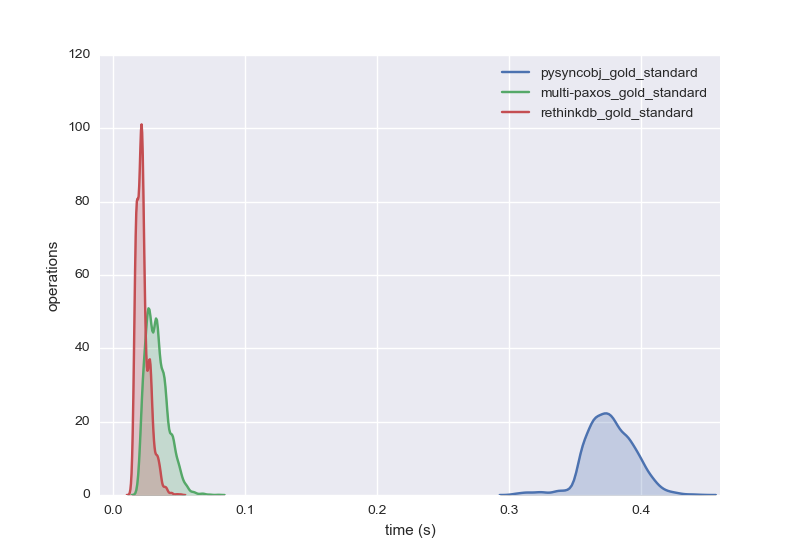 120
100
80
60
40
20
0
operations
0.0
0.1
0.2
0.3
0.4
time (s)
pysyncobj_gold_standard
multi-paxos_gold_standard
rethinkdb_gold_standard